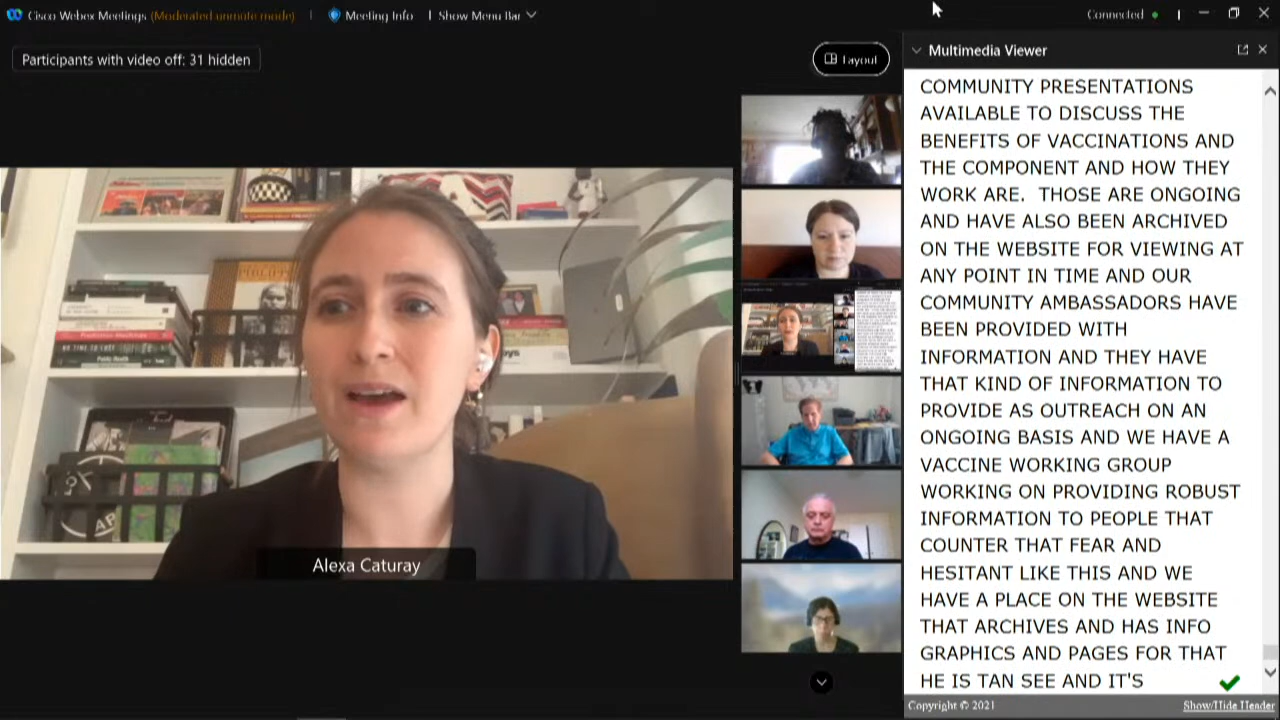 Cisco Webex Meetings (Moderated unmute mode) | Meeting Info | Show Menu Bar
Connected
Participants with video off: 31 hidden
Layout
Multimedia Viewer
COMMUNITY PRESENTATIONS
AVAILABLE TO DISCUSS THE
BENEFITS OF VACCINATIONS AND
THE COMPONENT AND HOW THEY
WORK ARE.  THOSE ARE ONGOING
AND HAVE ALSO BEEN ARCHIVED
ON THE WEBSITE FOR VIEWING AT
ANY POINT IN TIME AND OUR
COMMUNITY AMBASSADORS HAVE
BEEN PROVIDED WITH
INFORMATION AND THEY HAVE
THAT KIND OF INFORMATION TO
PROVIDE AS OUTREACH ON AN
ONGOING BASIS AND WE HAVE A
VACCINE WORKING GROUP
WORKING ON PROVIDING ROBUST
INFORMATION TO PEOPLE THAT
COUNTER THAT FEAR AND
HESITANT LIKE THIS AND WE
HAVE A PLACE ON THE WEBSITE
THAT ARCHIVES AND HAS INFO
GRAPHICS AND PAGES FOR THAT
HE IS TAN SEE AND IT'S
Alexa Caturay
Copyright © 2021
Show/Hide Header